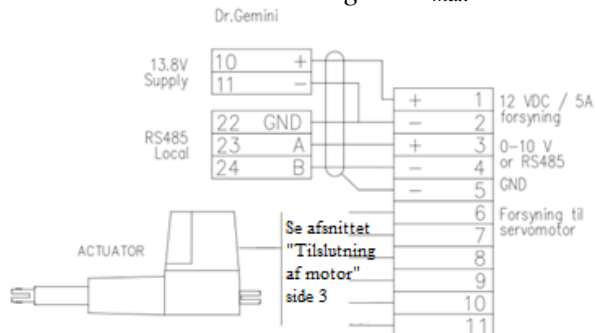 Dr.Gemini
13.8V
Supply
10 +
11 −
RS485
Local
22 GND
23 A
24 B
+ 1 12 VDC / 5A
− 2 forsyning
+ 3 0–10 V
− 4 or RS485
− 5 GND
6 Forsyning til
7 servomotor
8
9
10
11
ACTUATOR
Se afsnittet
"Tilslutning
af motor"
side 3